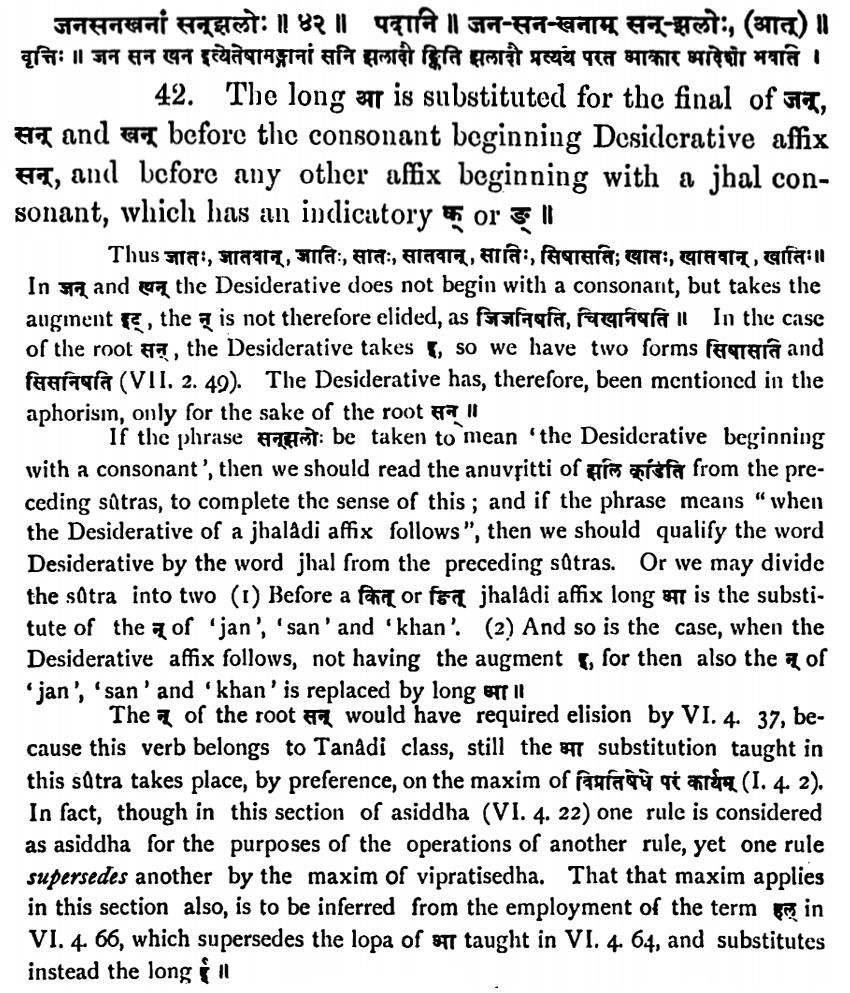 जनसनखनां सन्झलोः ॥ ४२ ॥ पदानि ॥ जन-सन-खनाम् सन्-झलोः, (आत्) ॥
वृत्तिः ॥ जन सन खन इत्येतेषामङ्गानां सनि झलादौ क्ङिति झलादौ प्रत्यये परत आकार आदेशो भवति ।
42. The long आ is substituted for the final of जन्,
सन् and खन् before the consonant beginning Desiderative affix
सन्, and before any other affix beginning with a jhal con-
sonant, which has an indicatory क् or ङ् ॥
Thus जातः, जातवान्, जातिः, सातः, सातवान्, सातिः, सिषासति; खातः, खातवान्, खातिः॥
In जन् and खन् the Desiderative does not begin with a consonant, but takes the
augment इट्, the न् is not therefore elided, as जिजनिषति, चिखनिषति ॥ In the case
of the root सन्, the Desiderative takes इ, so we have two forms सिषासति and
सिसनिषति (VII. 2. 49). The Desiderative has, therefore, been mentioned in the
aphorism, only for the sake of the root सन् ॥
If the phrase सन्झलोः be taken to mean 'the Desiderative beginning
with a consonant', then we should read the anuvṛitti of झलि क्ङिति from the pre-
ceding sûtras, to complete the sense of this; and if the phrase means "when
the Desiderative of a jhalâdi affix follows", then we should qualify the word
Desiderative by the word jhal from the preceding sûtras. Or we may divide
the sûtra into two (1) Before a कित् or ङित् jhalâdi affix long आ is the substi-
tute of the न् of 'jan', 'san' and 'khan'. (2) And so is the case, when the
Desiderative affix follows, not having the augment इ, for then also the न् of
'jan', 'san' and 'khan' is replaced by long आ ॥
The न् of the root सन् would have required elision by VI. 4. 37, be-
cause this verb belongs to Tanâdi class, still the आ substitution taught in
this sûtra takes place, by preference, on the maxim of विप्रतिषेधे परं कार्यम् (I. 4. 2).
In fact, though in this section of asiddha (VI. 4. 22) one rule is considered
as asiddha for the purposes of the operations of another rule, yet one rule
supersedes another by the maxim of vipratisedha. That that maxim applies
in this section also, is to be inferred from the employment of the term हल् in
VI. 4. 66, which supersedes the lopa of आ taught in VI. 4. 64, and substitutes
instead the long ई ॥